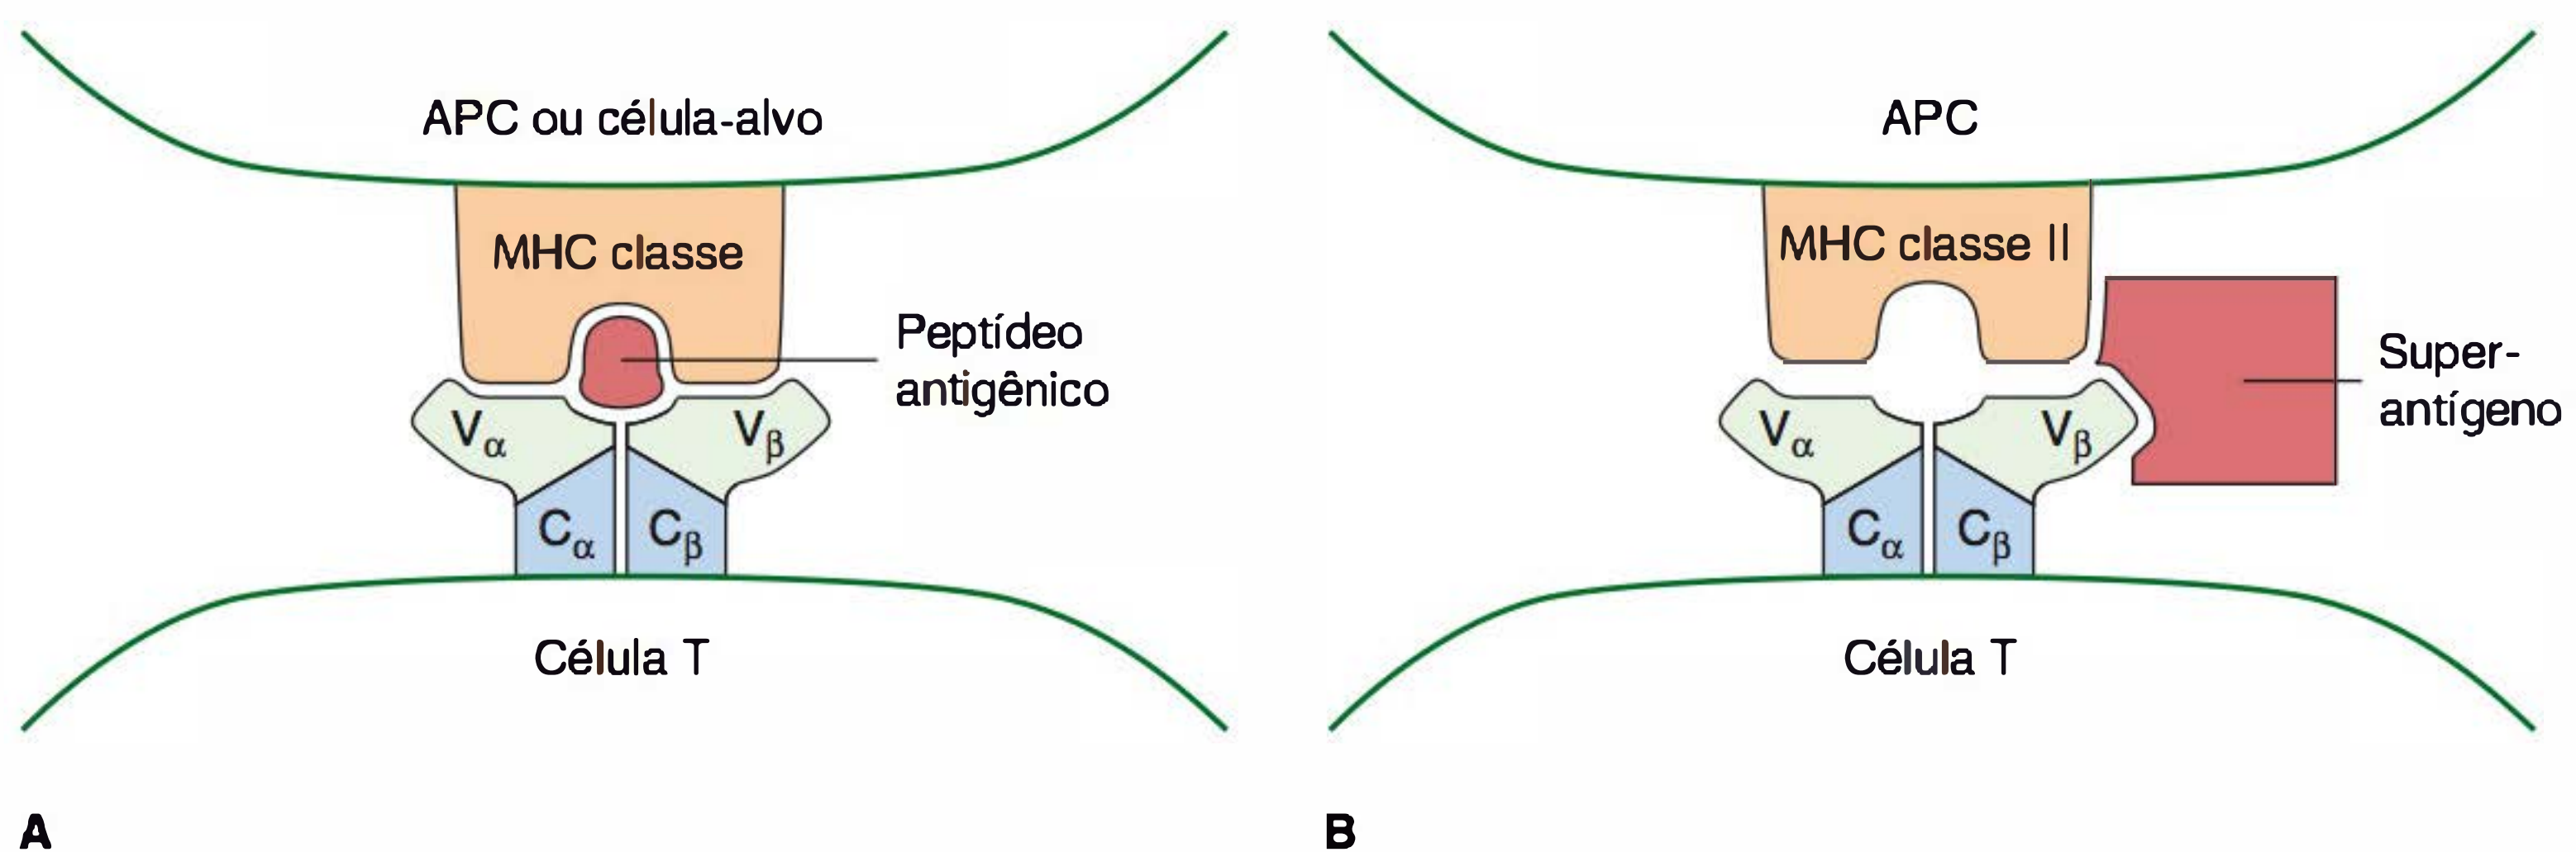 APC ou célula-alvo
MHC classe
Peptídeo
antigênico
Vα
Vβ
Cα
Cβ
Célula T
A
APC
MHC classe II
Super-
antígeno
Vα
Vβ
Cα
Cβ
Célula T
B